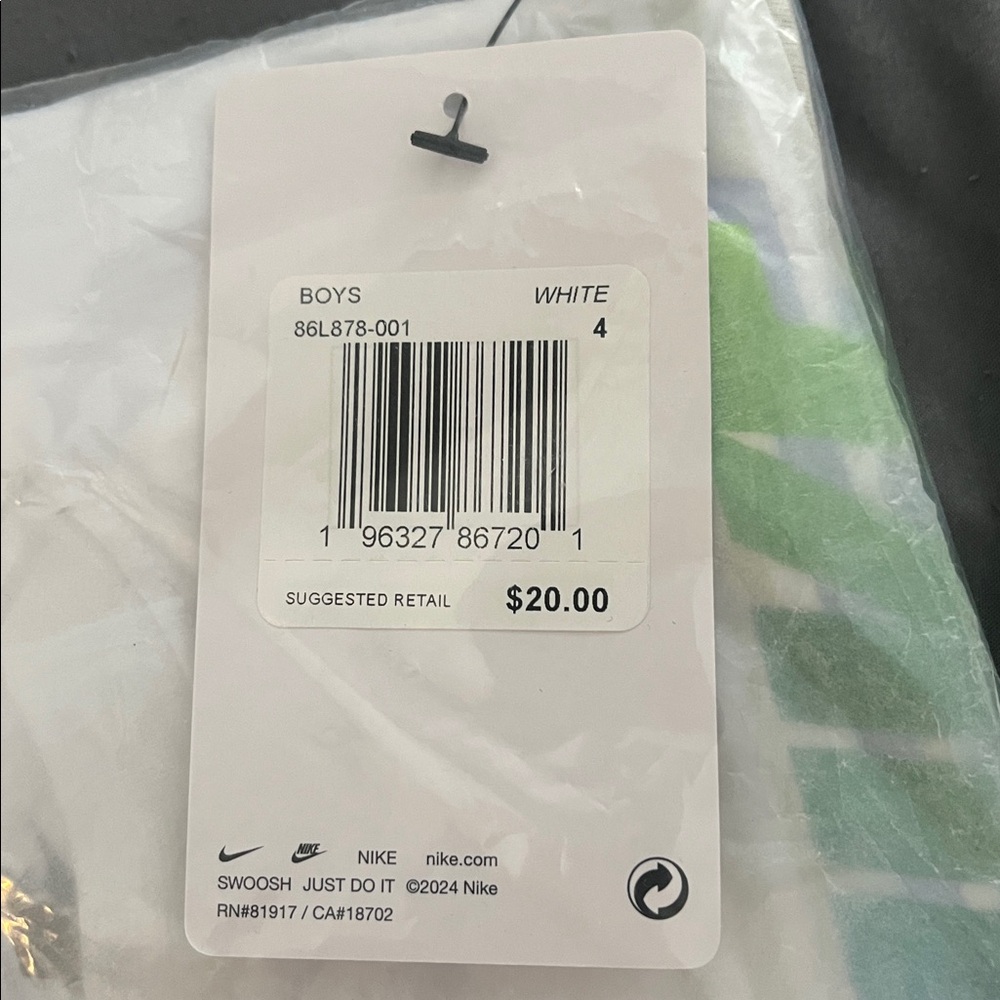 BOYS WHITE
86L878-001 4
1 96327 86720 1
SUGGESTED RETAIL $20.00
NIKE NIKE nike.com
SWOOSH JUST DO IT ©2024 Nike
RN#81917 / CA#18702